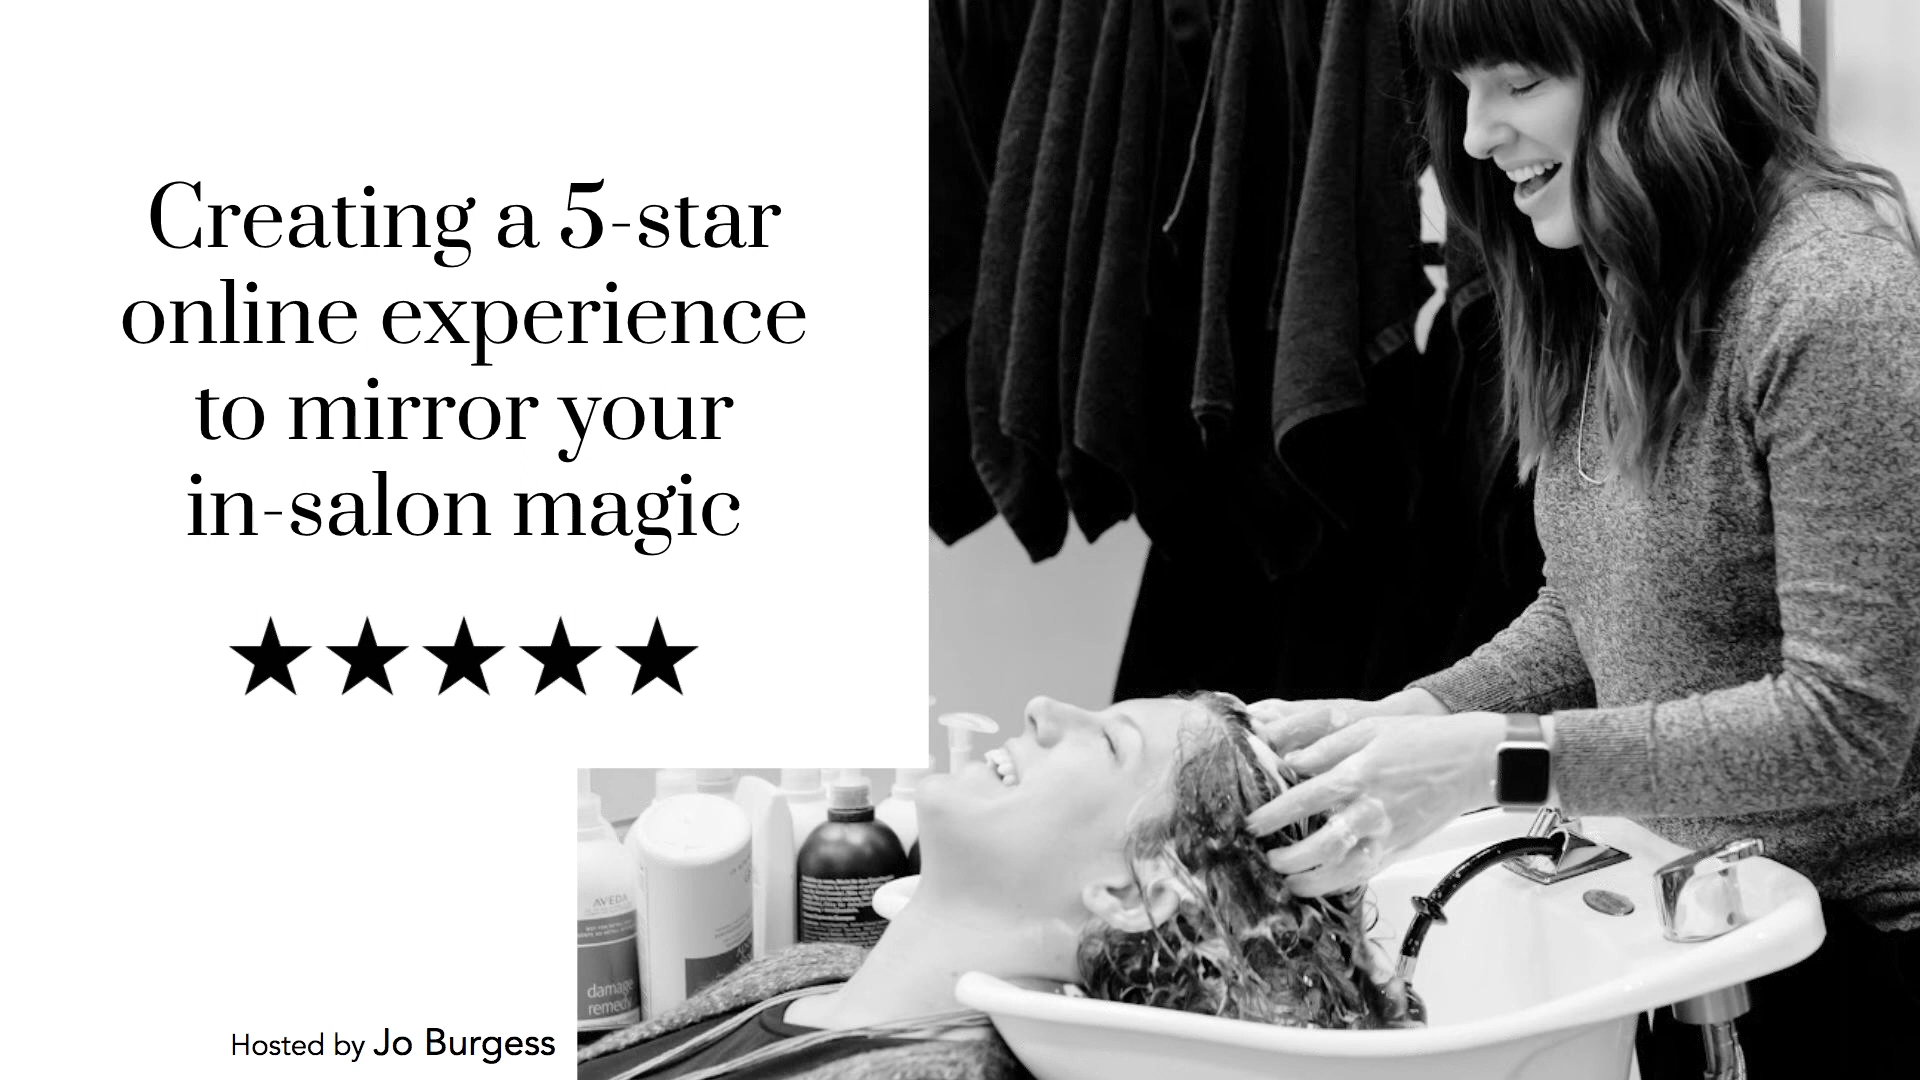 Creating a 5-star
online experience
to mirror your
in-salon magic
Hosted by Jo Burgess
AVEDA
damage
remedy